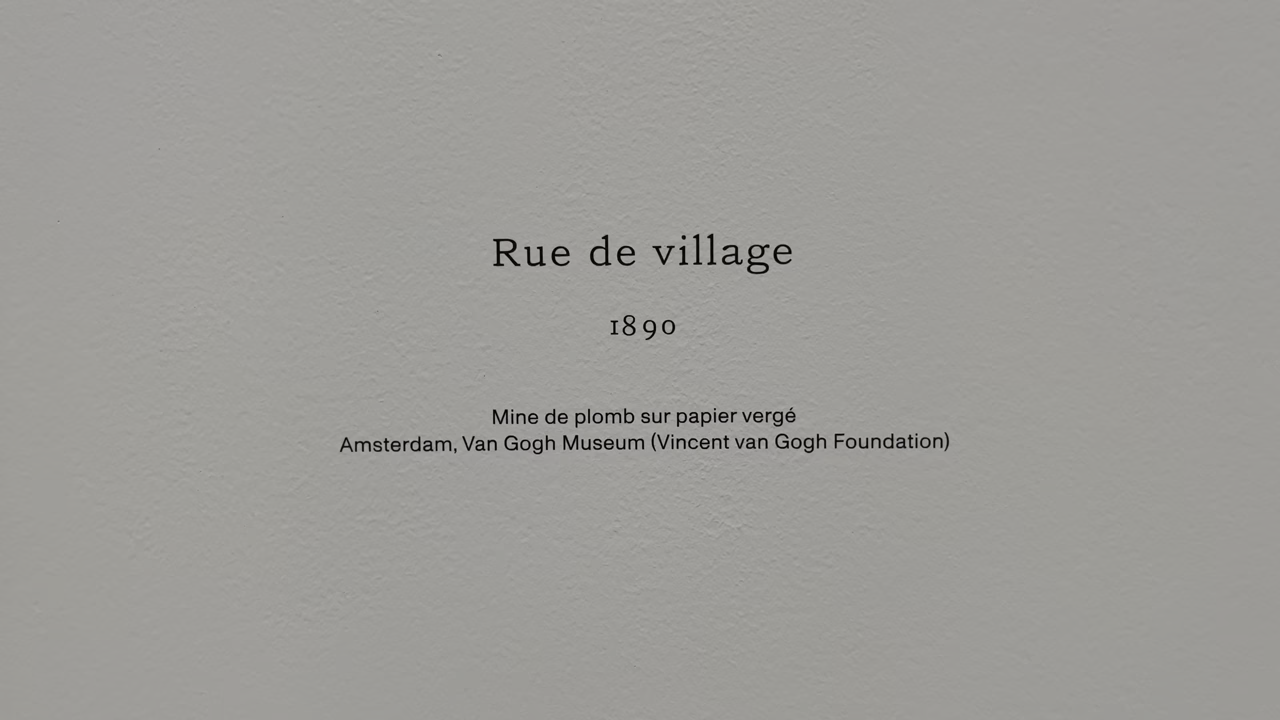 Rue de village
1890
Mine de plomb sur papier vergé
Amsterdam, Van Gogh Museum (Vincent van Gogh Foundation)